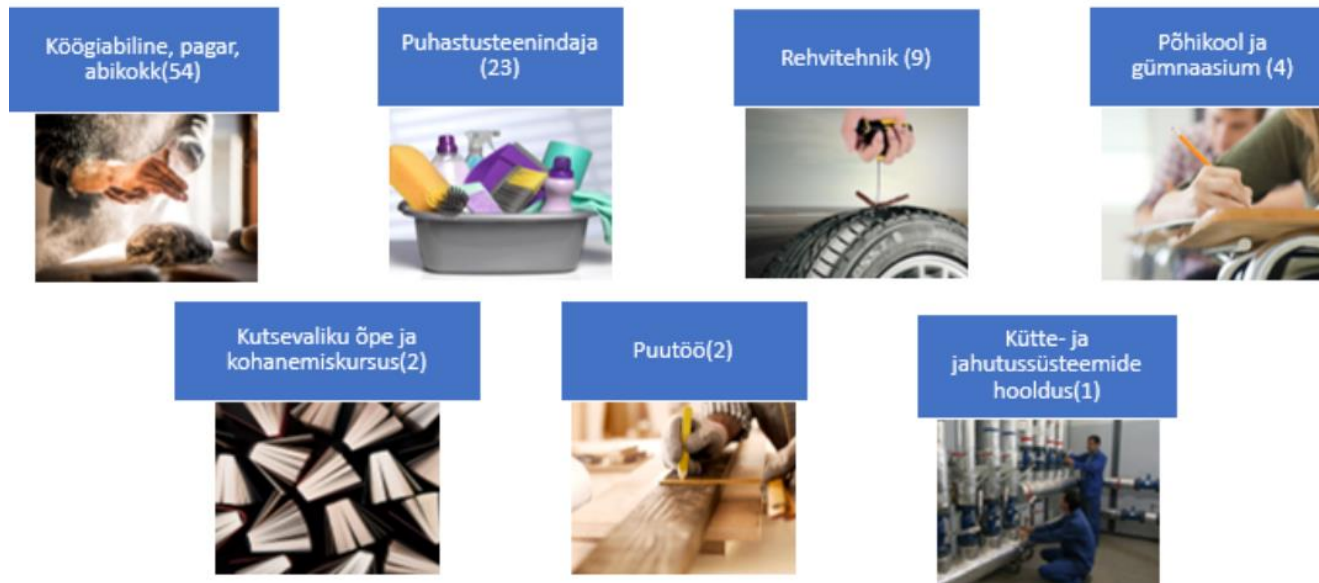 Köögiabiline, pagar,
abikokk(54)
Puhastusteenindaja
(23)
Rehvitehnik (9)
Põhikool ja
gümnaasium (4)
Kutsevaliku õpe ja
kohanemiskursus(2)
Puutöö(2)
Kütte- ja
jahutussüsteemide
hooldus(1)